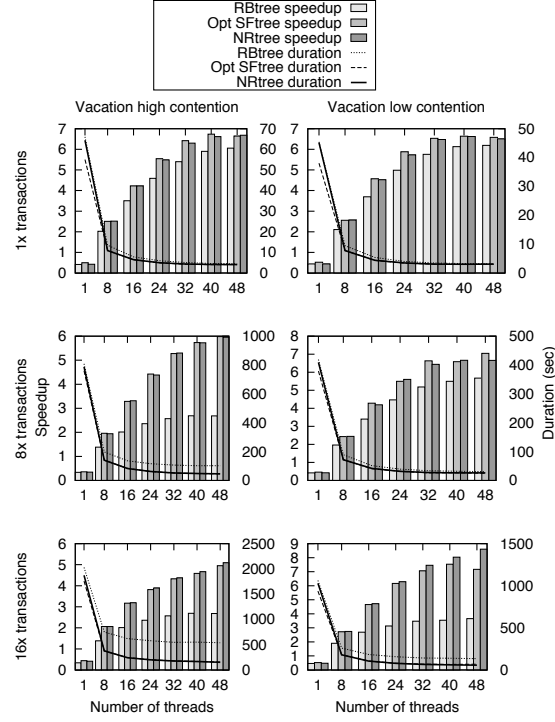 RBtree speedup
Opt SFtree speedup
NRtree speedup
RBtree duration
Opt SFtree duration
NRtree duration
Vacation high contention
Vacation low contention
1x transactions
7 6 5 4 3 2 1 0
70 60 50 40 30 20 10 0
1 8 16 24 32 40 48
7 6 5 4 3 2 1 0
50 40 30 20 10 0
1 8 16 24 32 40 48
8x transactions
Speedup
6 5 4 3 2 1 0
1000 800 600 400 200 0
1 8 16 24 32 40 48
8 7 6 5 4 3 2 1 0
500 400 300 200 100 0
Duration (sec)
1 8 16 24 32 40 48
16x transactions
6 5 4 3 2 1 0
2500 2000 1500 1000 500 0
1 8 16 24 32 40 48
Number of threads
9 8 7 6 5 4 3 2 1 0
1500 1000 500 0
1 8 16 24 32 40 48
Number of threads